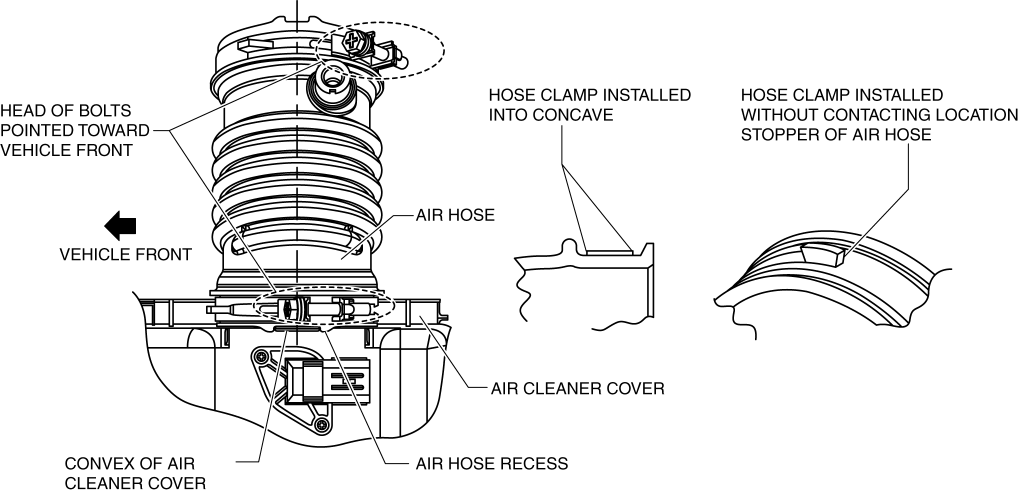 HEAD OF BOLTS
POINTED TOWARD
VEHICLE FRONT
VEHICLE FRONT
AIR HOSE
HOSE CLAMP INSTALLED
INTO CONCAVE
HOSE CLAMP INSTALLED
WITHOUT CONTACTING LOCATION
STOPPER OF AIR HOSE
AIR CLEANER COVER
CONVEX OF AIR
CLEANER COVER
AIR HOSE RECESS